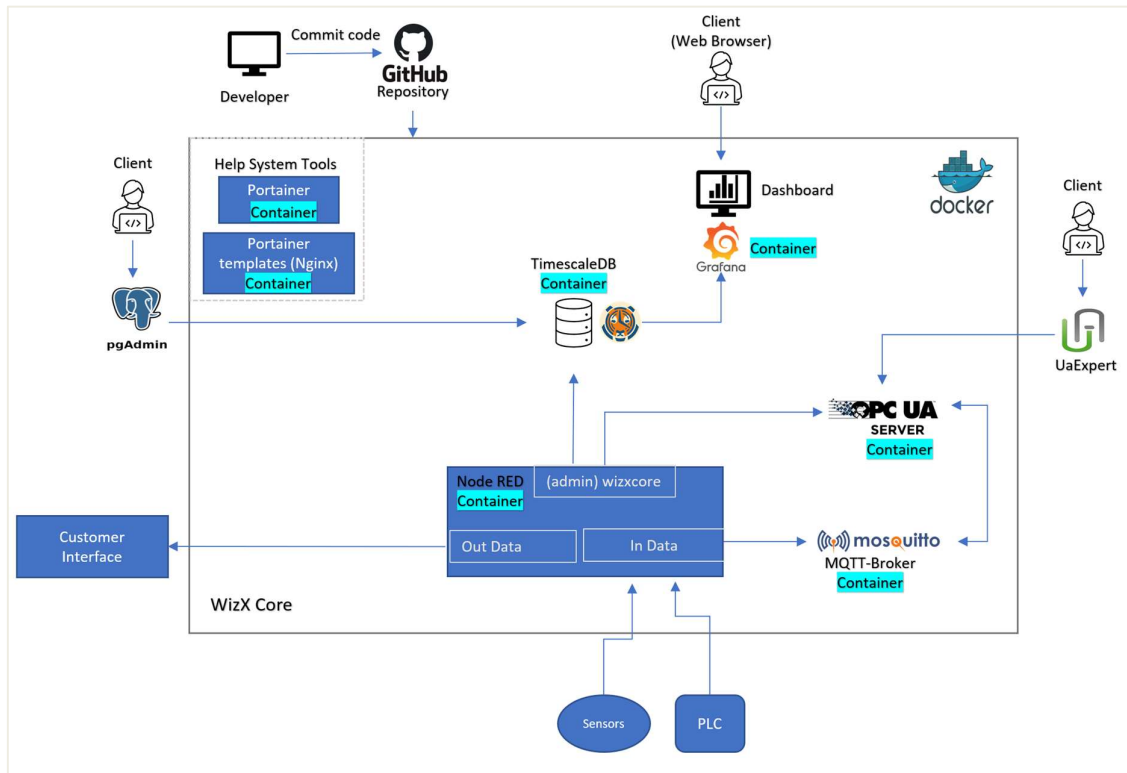 Commit code
Developer
GitHub
Repository
Client
(Web Browser)
Client
pgAdmin
Help System Tools
Portainer
Container
Portainer
templates (Nginx)
Container
Dashboard
Grafana
Container
docker
Client
UaExpert
TimescaleDB
Container
OPC UA
SERVER
Container
Node RED
Container
(admin) wizxcore
Out Data
In Data
Customer
Interface
mosquitto
MQTT-Broker
Container
WizX Core
Sensors
PLC